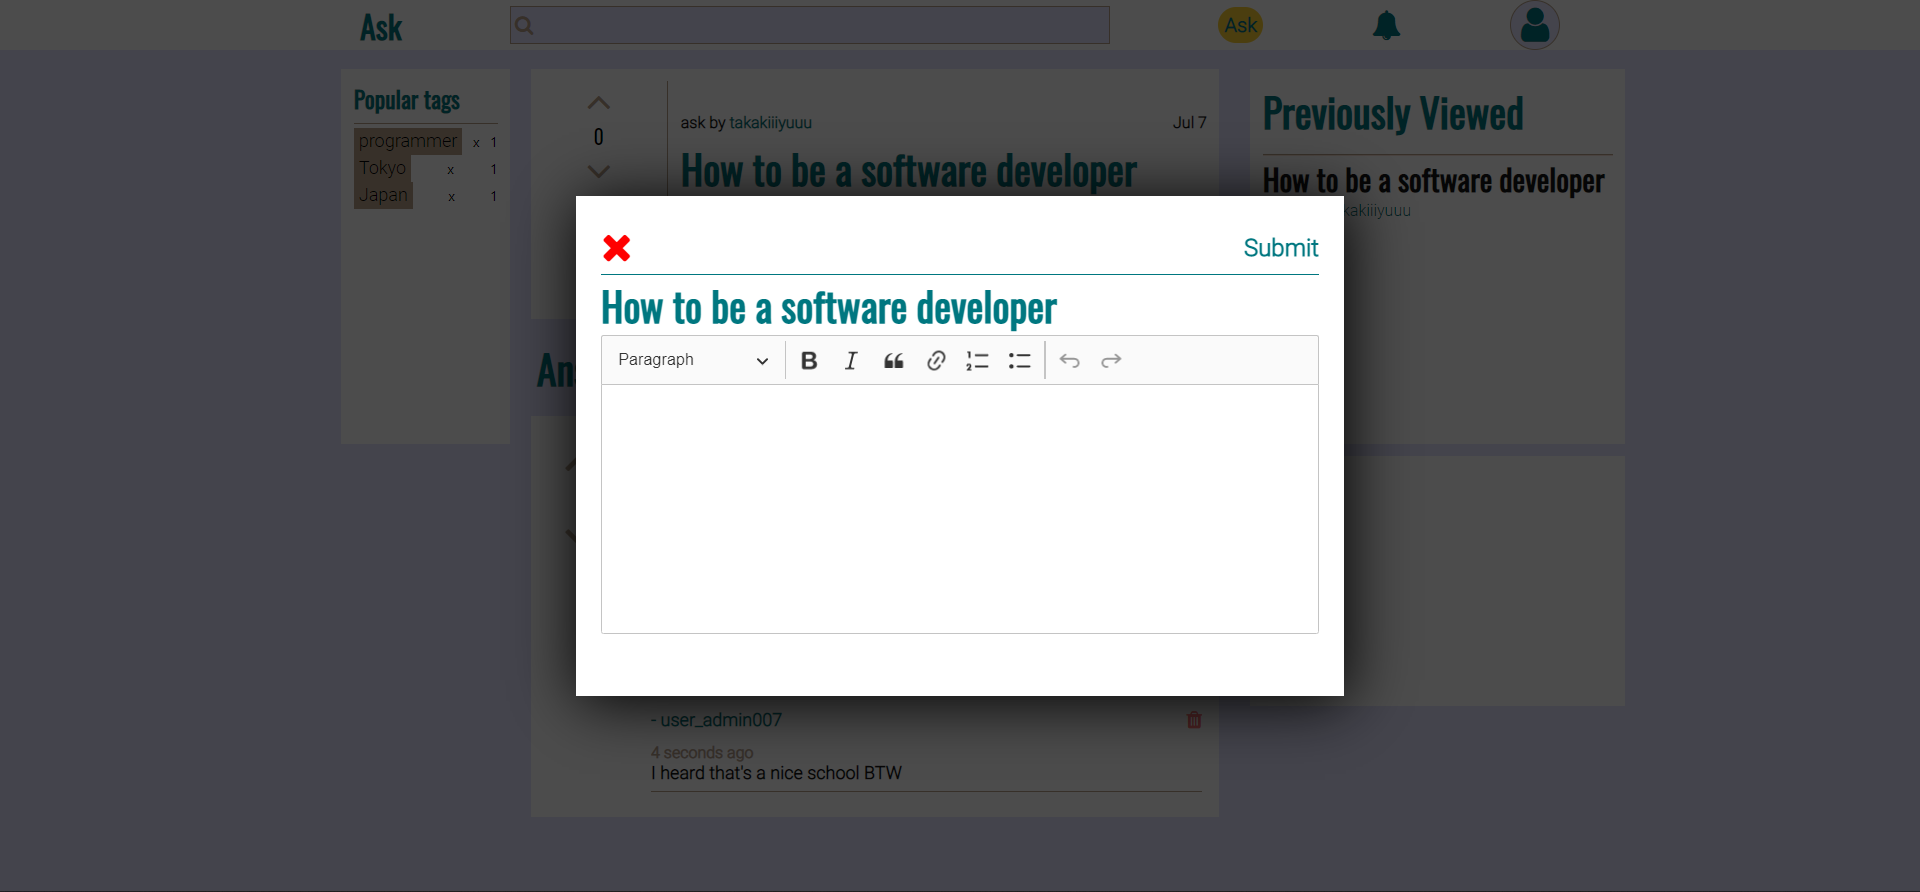 Ask
Ask
Popular tags
programmer x 1
Tokyo x 1
Japan x 1
0
ask by takakiiiyuuu
Jul 7
How to be a software developer
Previously Viewed
How to be a software developer
kakiiiyuuu
Submit
How to be a software developer
Paragraph
B I
An
- user_admin007
4 seconds ago
I heard that's a nice school BTW